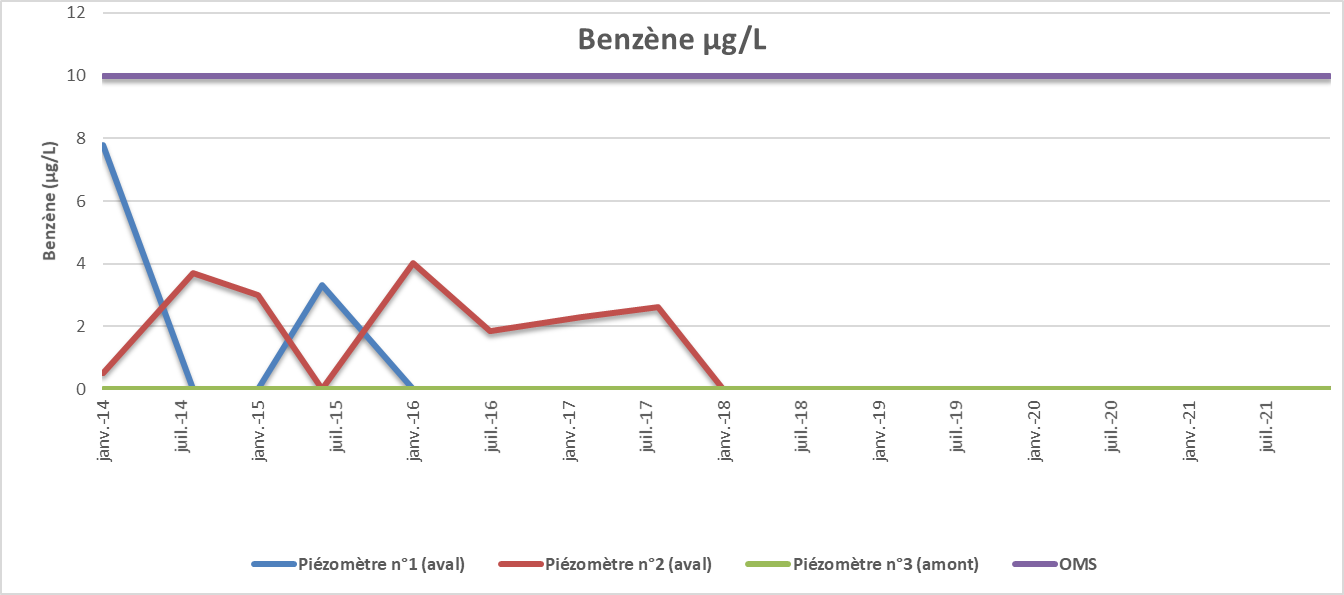 Benzène µg/L
Benzène (µg/L)
12
10
8
6
4
2
0
janv.-14
juil.-14
janv.-15
juil.-15
janv.-16
juil.-16
janv.-17
juil.-17
janv.-18
juil.-18
janv.-19
juil.-19
janv.-20
juil.-20
janv.-21
juil.-21
Piézomètre n°1 (aval)
Piézomètre n°2 (aval)
Piézomètre n°3 (amont)
OMS